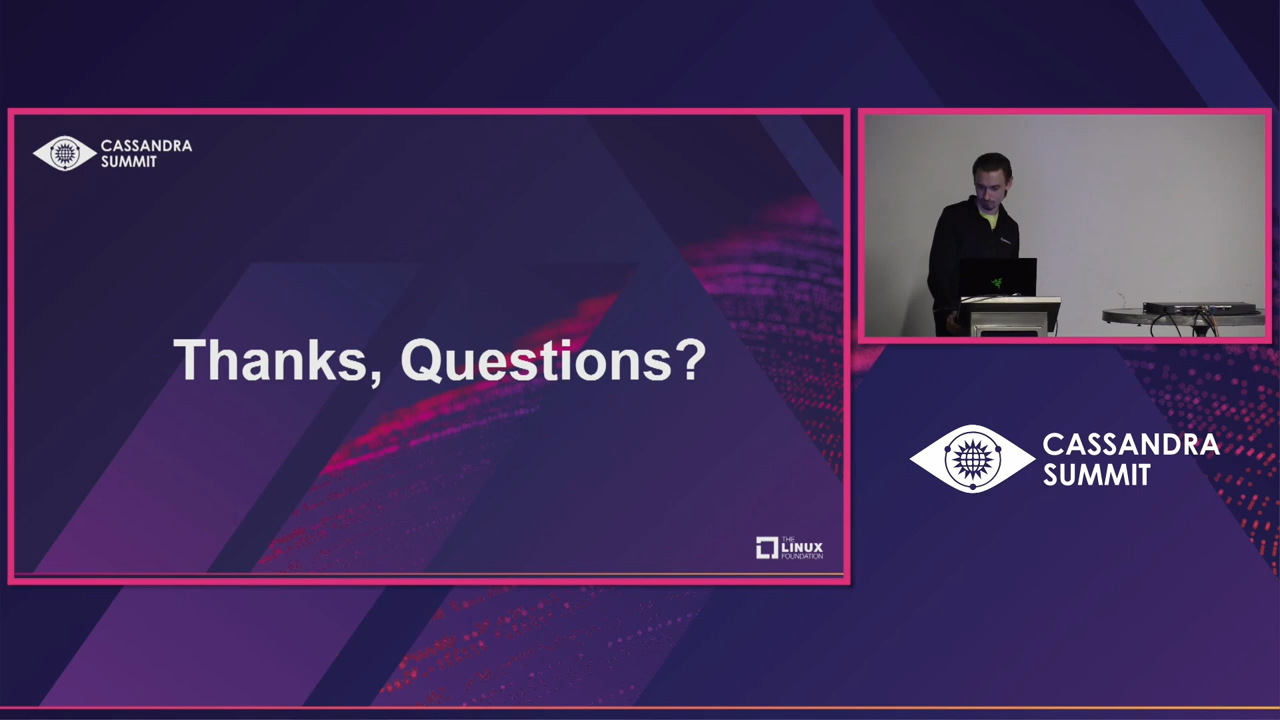 CASSANDRA
SUMMIT
Thanks, Questions?
THE
LINUX
FOUNDATION
CASSANDRA
SUMMIT